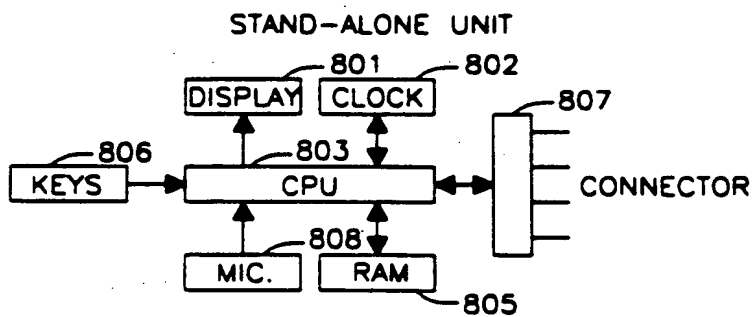 STAND-ALONE UNIT
801
802
DISPLAY
CLOCK
807
806
803
KEYS
CPU
CONNECTOR
808
MIC.
RAM
805